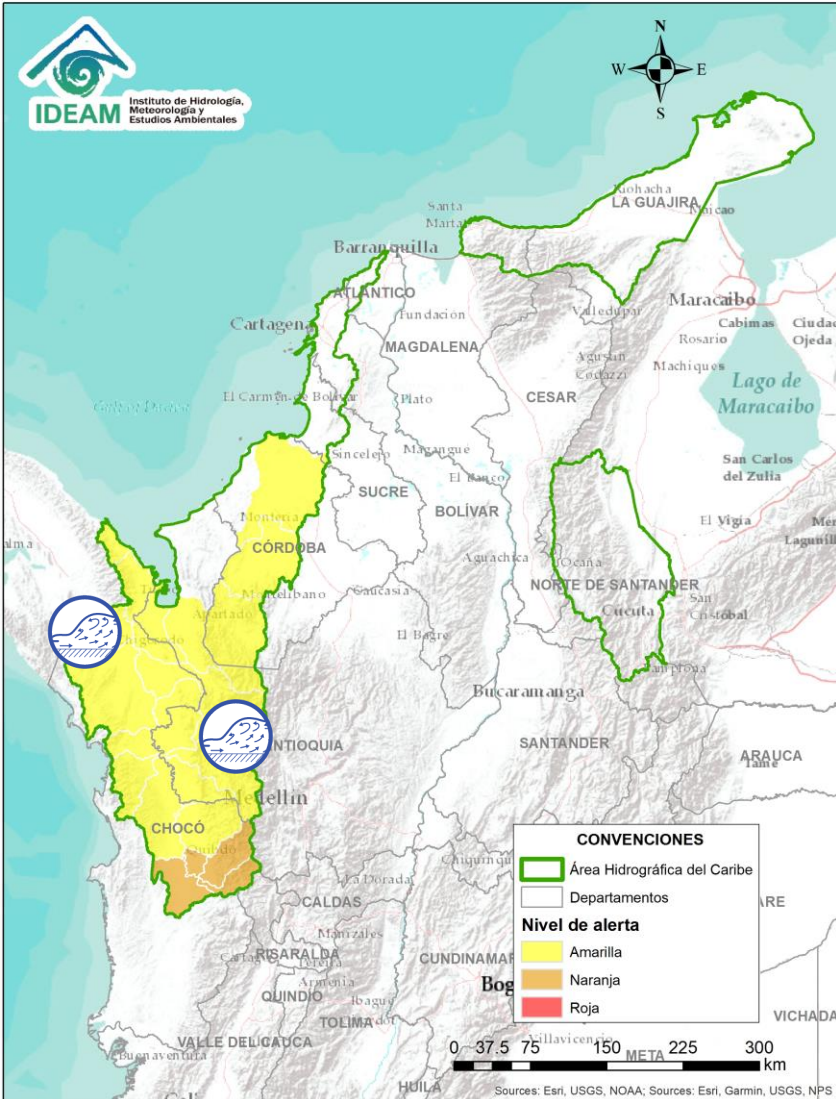 IDEAM
Instituto de Hidrología,
Meteorología y
Estudios Ambientales
N
W
E
S
Riohacha
LA GUAJIRA
Maicao
Santa
Marta
Barranquilla
ATLÁNTICO
Maracaibo
Fundación
Valledupar
Cabimas
Ciudad
Ojeda
Cartagena
Rosario
MAGDALENA
Agustín
Codazzi
Machiques
Lago de
Maracaibo
El Carmen de Bolívar
Plato
CESAR
Sincelejo
Magangué
San Carlos
del Zulia
El Banco
SUCRE
BOLÍVAR
Montería
El Vigía
CÓRDOBA
Aguachica
Ocaña
Montelíbano
Caucasia
NORTE DE SANTANDER
San
Cristóbal
Apartadó
Cucuta
El Bagre
Pamplona
Bucaramanga
ANTIOQUIA
SANTANDER
ARAUCA
Tame
Medellín
CHOCÓ
Quibdó
La Dorada
CALDAS
Manizales
RISARALDA
Pereira
Armenia
QUINDÍO
Ibagué
TOLIMA
VALLE DEL CAUCA
Buenaventura
Villavicencio
META
VICHADA
HUILA
CONVENCIONES
Área Hidrográfica del Caribe
Departamentos
Nivel de alerta
Amarilla
Naranja
Roja
0 37.5 75 150 225 300
km
Sources: Esri, USGS, NOAA; Sources: Esri, Garmin, USGS, NPS